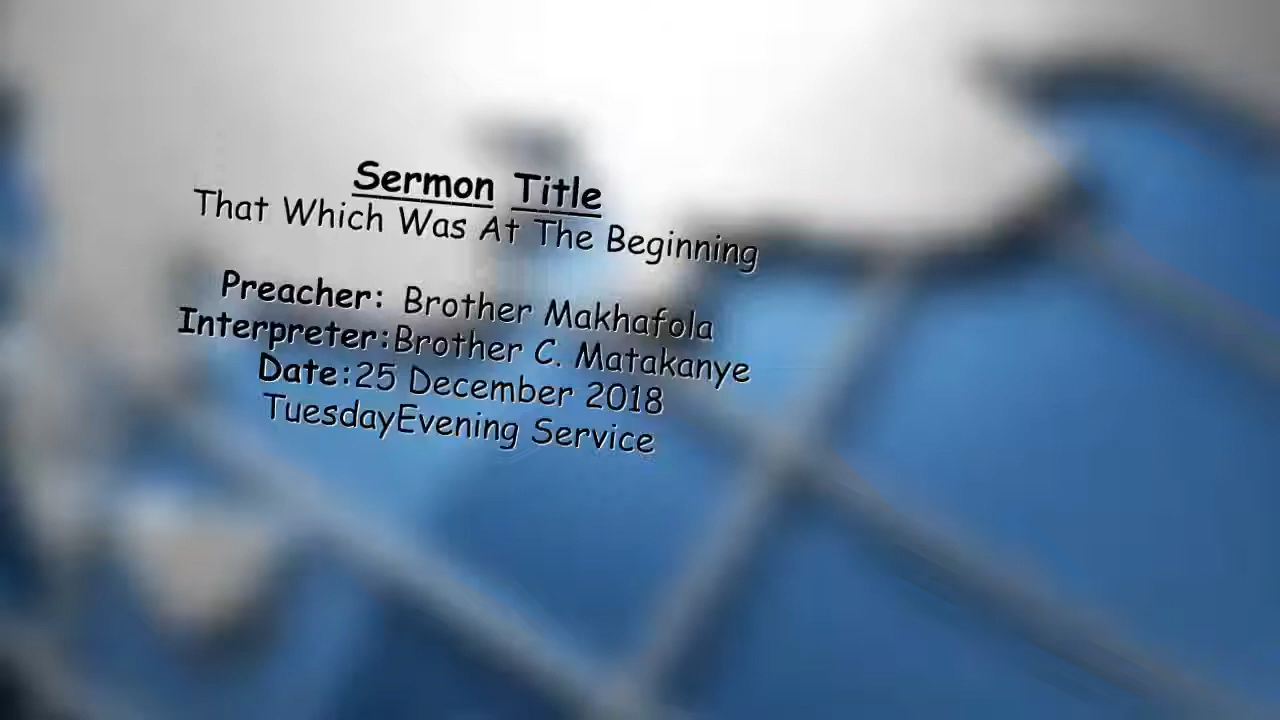 Sermon Title
That Which Was At The Beginning
Preacher: Brother Makhafola
Interpreter:Brother C. Matakanye
Date:25 December 2018
TuesdayEvening Service